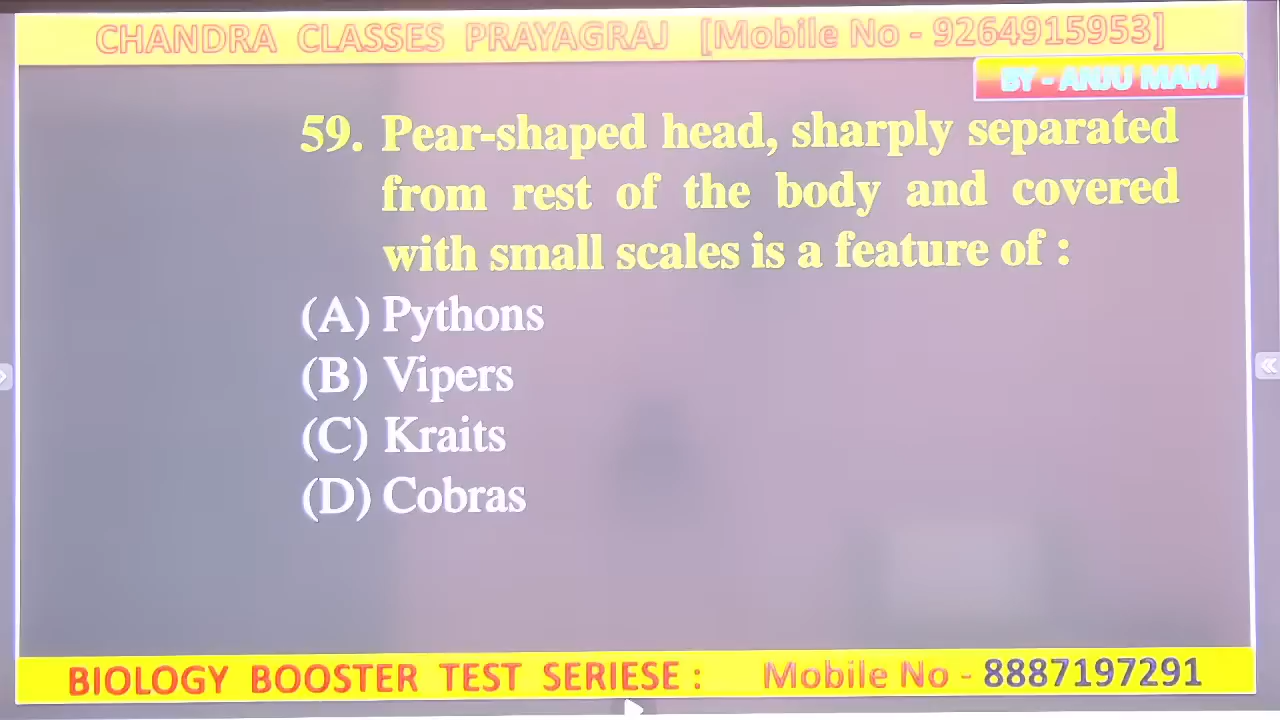 CHANDRA CLASSES PRAYAGRAJ [Mobile No - 9264915953]
BY - ANJU MAM
59. Pear-shaped head, sharply separated
from rest of the body and covered
with small scales is a feature of :
(A) Pythons
(B) Vipers
(C) Kraits
(D) Cobras
BIOLOGY BOOSTER TEST SERIESE : Mobile No - 8887197291